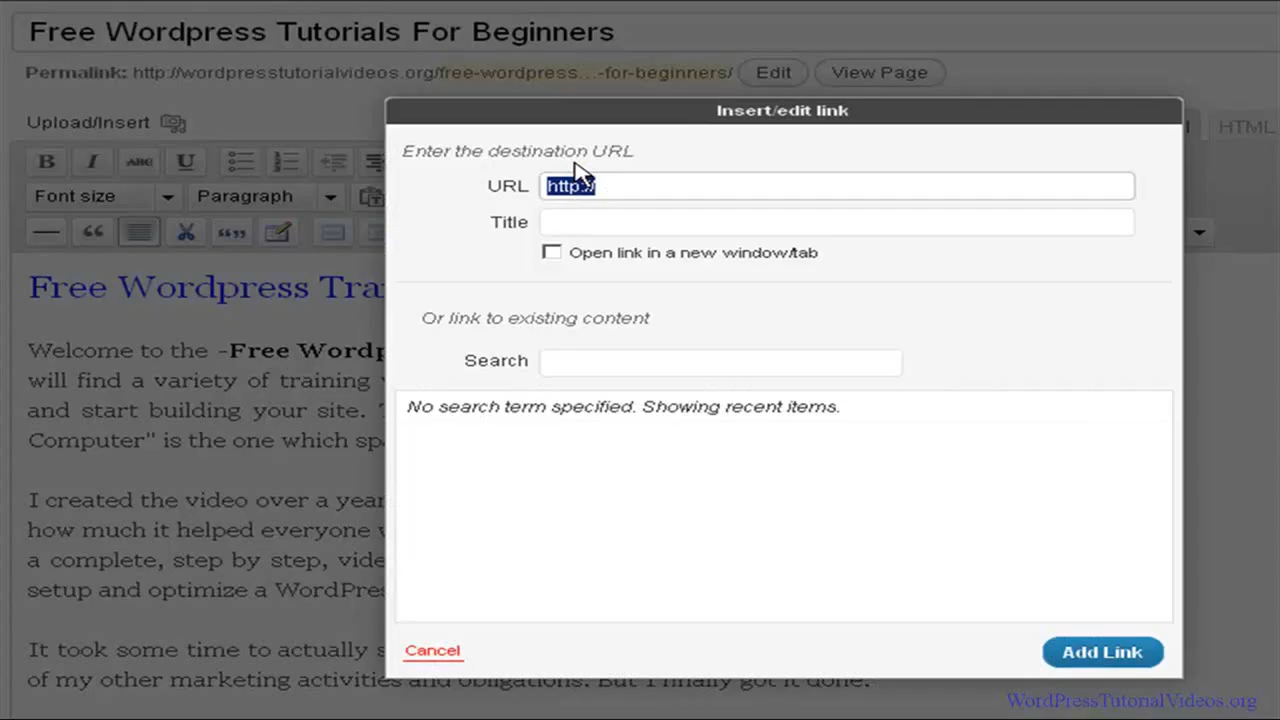 Free Wordpress Tutorials For Beginners
Permalink: http://wordpresstutorialvideos.org/free-wordpress...-for-beginners/ Edit View Page
Upload/Insert
HTML
Insert/edit link
Enter the destination URL
URL http://
Title
Open link in a new window/tab
Or link to existing content
Search
No search term specified. Showing recent items.
Cancel
Add Link
B I ABC U
Font size Paragraph
Free Wordpress
Welcome to the -Free
will find a variety of training
and start building your site.
Computer" is the one which
I created the video over a year
how much it helped everyone
a complete, step by step,
setup and optimize a
It took some time to actually
of my other marketing activities and obligations. But I finally got it done.
WordPressTutorialVideos.org